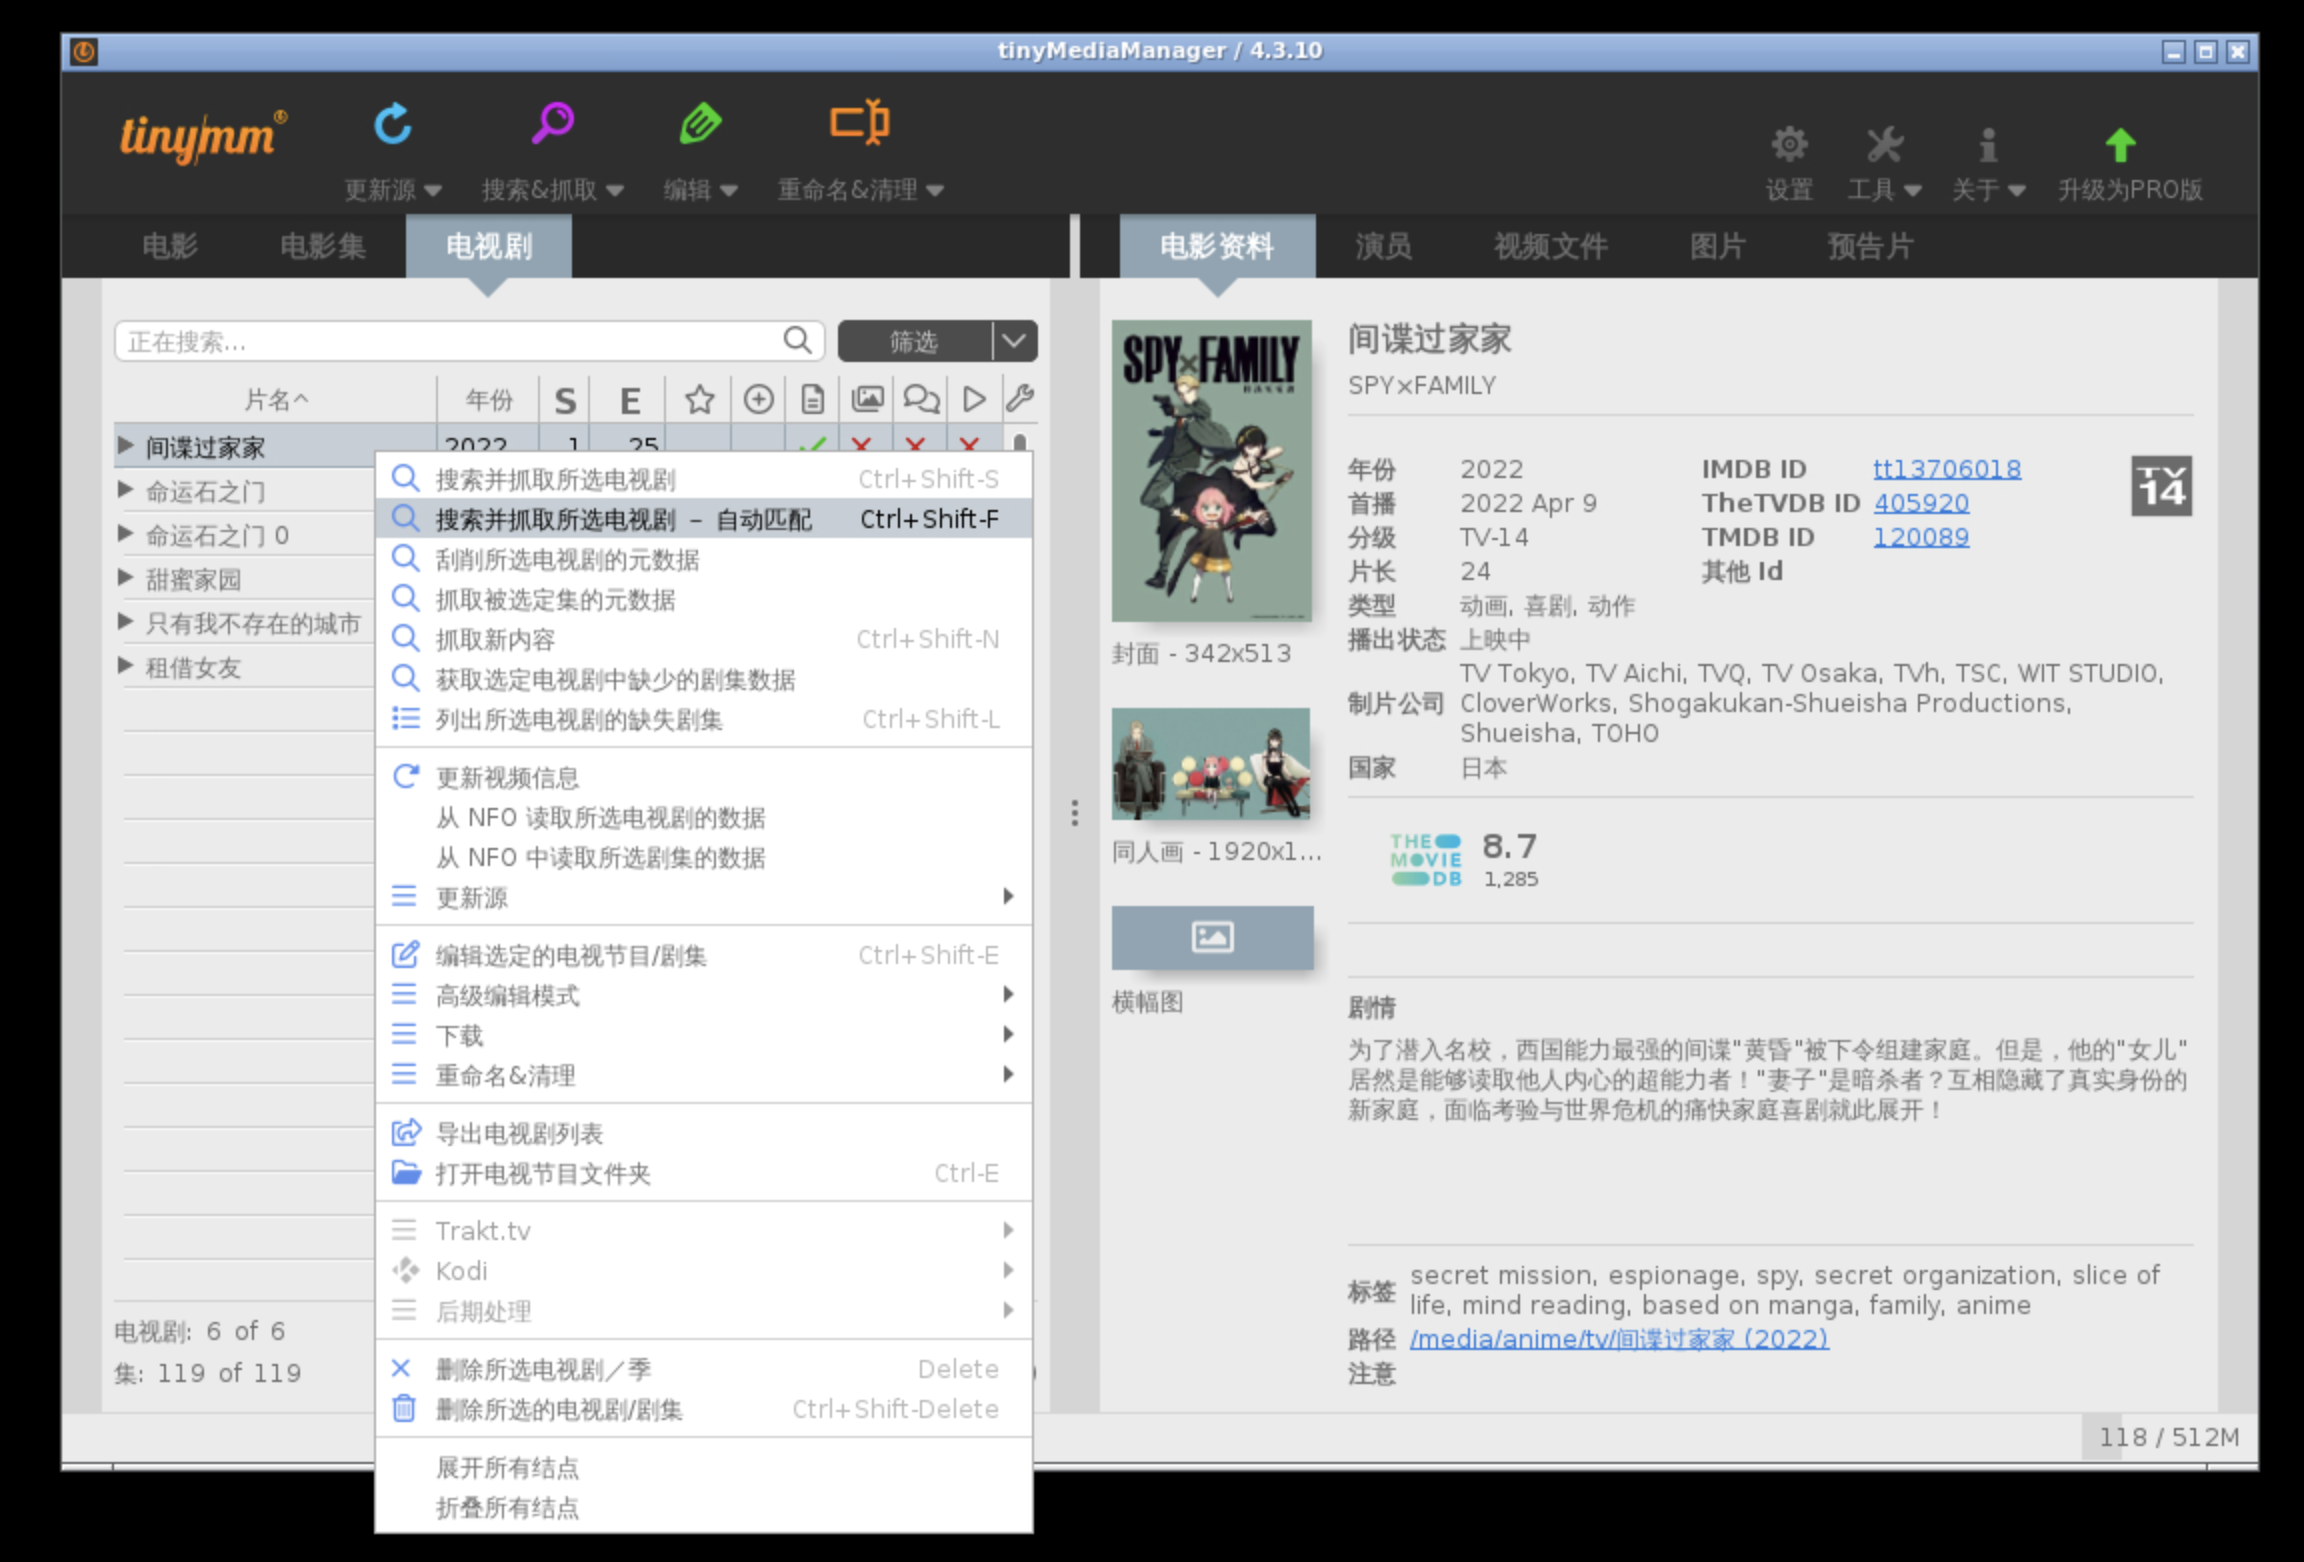 tinyMediaManager / 4.3.10
tinymm
更新源
搜索&抓取
编辑
重命名&清理
设置
工具
关于
升级为PRO版
电影
电影集
电视剧
电影资料
演员
视频文件
图片
预告片
正在搜索...
筛选
片名
年份
S
E
间谍过家家
2022
1
25
命运石之门
命运石之门 0
甜蜜家园
只有我不存在的城市
租借女友
电视剧: 6 of 6
集: 119 of 119
搜索并抓取所选电视剧 Ctrl+Shift-S
搜索并抓取所选电视剧 – 自动匹配 Ctrl+Shift-F
刮削所选电视剧的元数据
抓取被选定集的元数据
抓取新内容 Ctrl+Shift-N
获取选定电视剧中缺少的剧集数据
列出所选电视剧的缺失剧集 Ctrl+Shift-L
更新视频信息
从 NFO 读取所选电视剧的数据
从 NFO 中读取所选剧集的数据
更新源
编辑选定的电视节目/剧集 Ctrl+Shift-E
高级编辑模式
下载
重命名&清理
导出电视剧列表
打开电视节目文件夹 Ctrl-E
Trakt.tv
Kodi
后期处理
删除所选电视剧／季 Delete
删除所选的电视剧/剧集 Ctrl+Shift-Delete
展开所有结点
折叠所有结点
SPY×FAMILY
封面 - 342x513
同人画 - 1920x1...
横幅图
间谍过家家
SPY×FAMILY
年份 2022 IMDB ID tt13706018
首播 2022 Apr 9 TheTVDB ID 405920
分级 TV-14 TMDB ID 120089
片长 24 其他 Id
类型 动画, 喜剧, 动作
播出状态 上映中
制片公司 TV Tokyo, TV Aichi, TVQ, TV Osaka, TVh, TSC, WIT STUDIO,
CloverWorks, Shogakukan-Shueisha Productions,
Shueisha, TOHO
国家 日本
TV
14
THE
MOVIE
DB
8.7
1,285
剧情
为了潜入名校，西国能力最强的间谍"黄昏"被下令组建家庭。但是，他的"女儿"
居然是能够读取他人内心的超能力者！"妻子"是暗杀者？互相隐藏了真实身份的
新家庭，面临考验与世界危机的痛快家庭喜剧就此展开！
标签 secret mission, espionage, spy, secret organization, slice of
life, mind reading, based on manga, family, anime
路径 /media/anime/tv/间谍过家家 (2022)
注意
118 / 512M